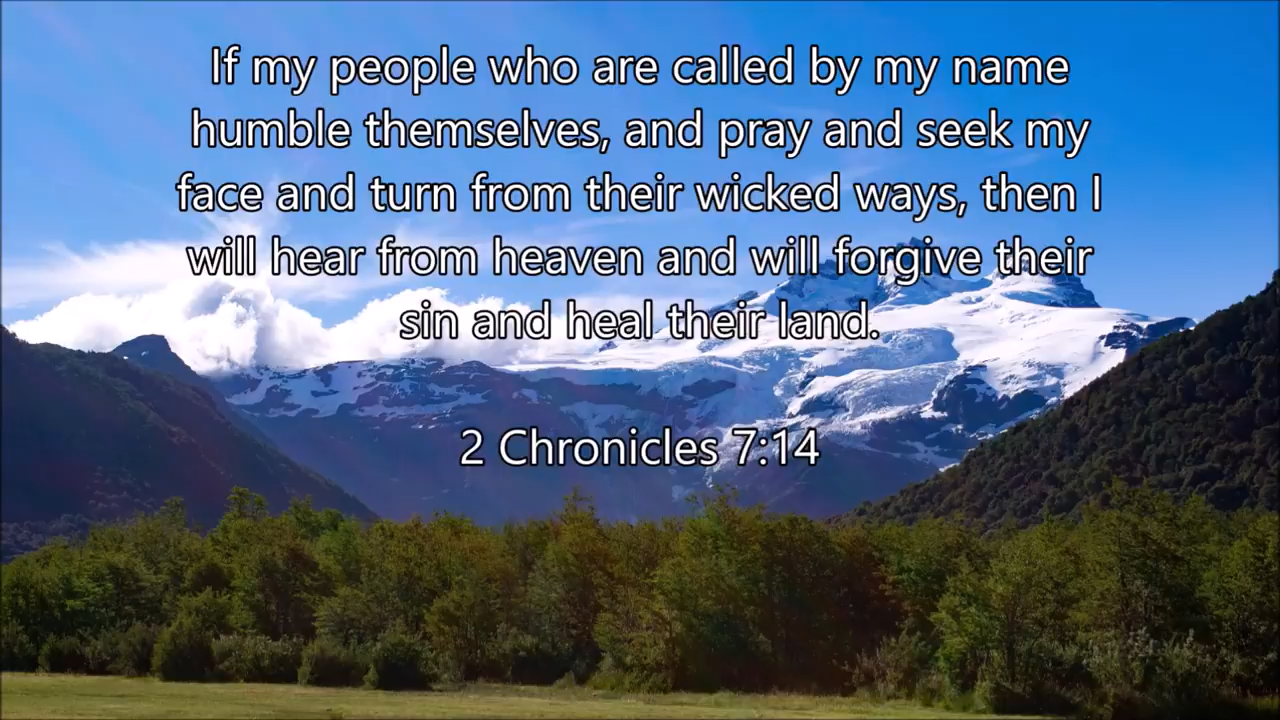 If my people who are called by my name
humble themselves, and pray and seek my
face and turn from their wicked ways, then I
will hear from heaven and will forgive their
sin and heal their land.
2 Chronicles 7:14